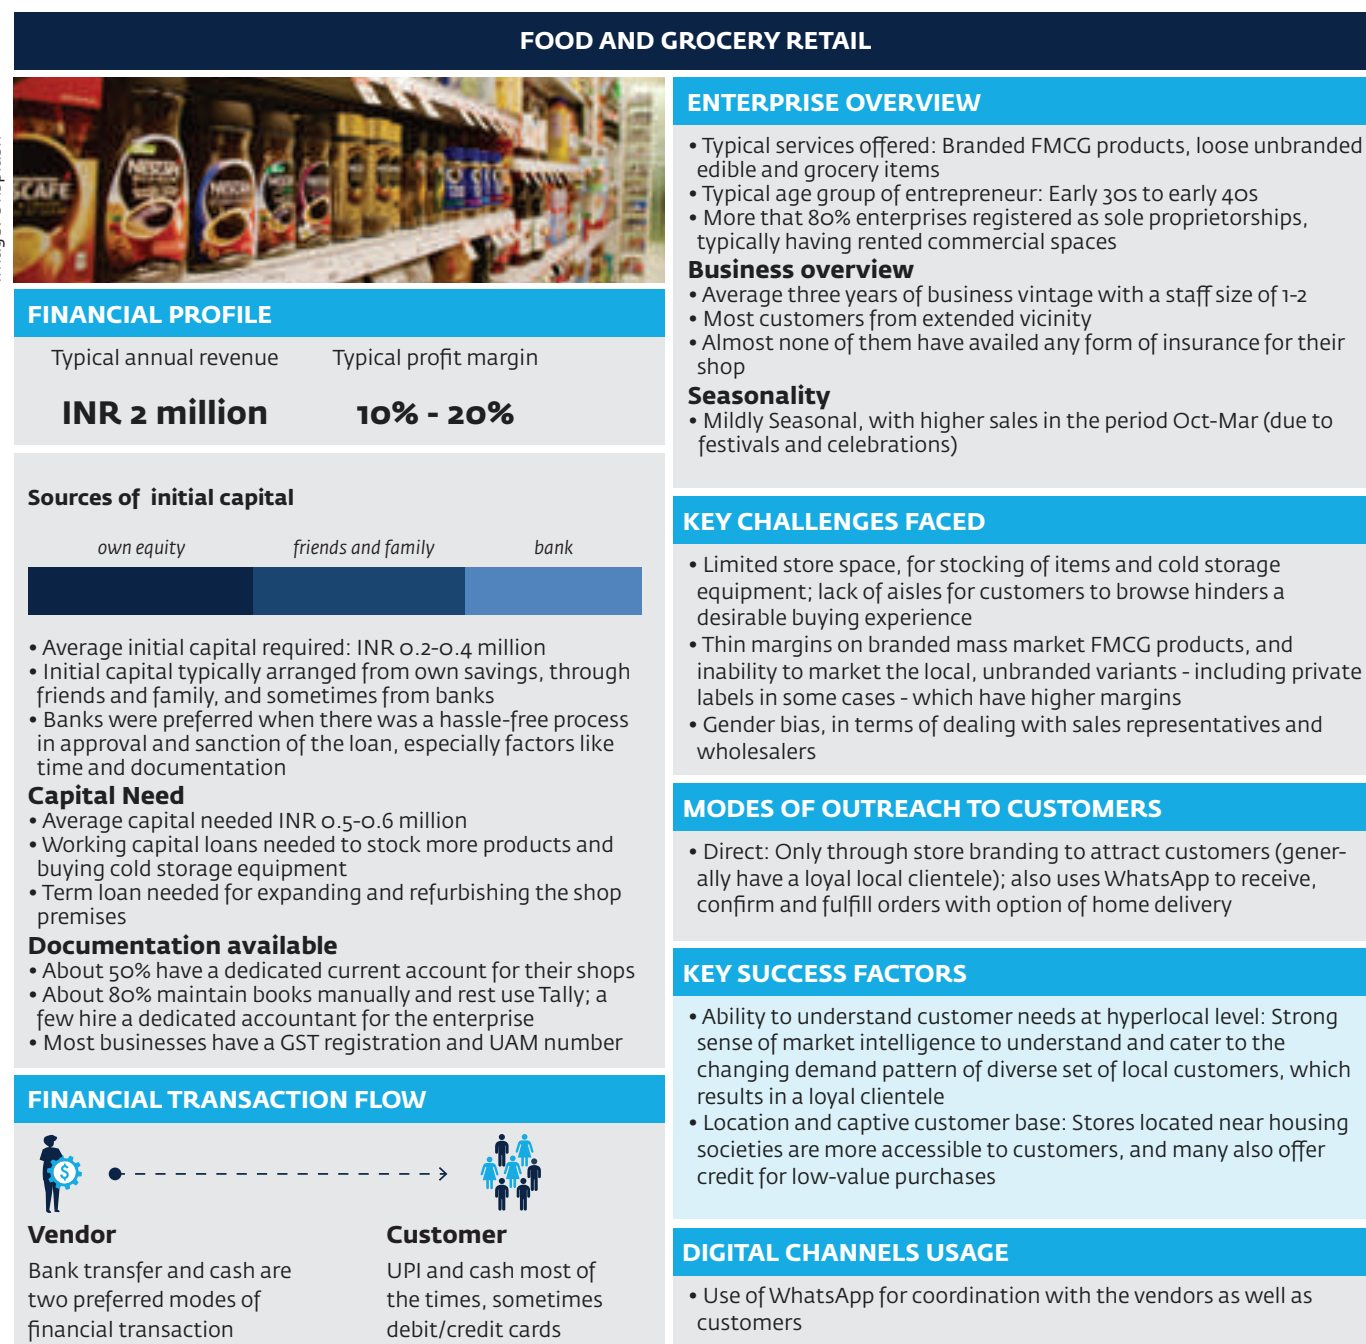 FOOD AND GROCERY RETAIL
NESCAFÉ
FINANCIAL PROFILE
Typical annual revenue
Typical profit margin
INR 2 million
10% - 20%
Sources of initial capital
own equity
friends and family
bank
• Average initial capital required: INR 0.2-0.4 million
• Initial capital typically arranged from own savings, through
friends and family, and sometimes from banks
• Banks were preferred when there was a hassle-free process
in approval and sanction of the loan, especially factors like
time and documentation
Capital Need
• Average capital needed INR 0.5-0.6 million
• Working capital loans needed to stock more products and
buying cold storage equipment
• Term loan needed for expanding and refurbishing the shop
premises
Documentation available
• About 50% have a dedicated current account for their shops
• About 80% maintain books manually and rest use Tally; a
few hire a dedicated accountant for the enterprise
• Most businesses have a GST registration and UAM number
FINANCIAL TRANSACTION FLOW
$
Vendor
Bank transfer and cash are
two preferred modes of
financial transaction
Customer
UPI and cash most of
the times, sometimes
debit/credit cards
ENTERPRISE OVERVIEW
• Typical services offered: Branded FMCG products, loose unbranded
edible and grocery items
• Typical age group of entrepreneur: Early 30s to early 40s
• More that 80% enterprises registered as sole proprietorships,
typically having rented commercial spaces
Business overview
• Average three years of business vintage with a staff size of 1-2
• Most customers from extended vicinity
• Almost none of them have availed any form of insurance for their
shop
Seasonality
• Mildly Seasonal, with higher sales in the period Oct-Mar (due to
festivals and celebrations)
KEY CHALLENGES FACED
• Limited store space, for stocking of items and cold storage
equipment; lack of aisles for customers to browse hinders a
desirable buying experience
• Thin margins on branded mass market FMCG products, and
inability to market the local, unbranded variants - including private
labels in some cases - which have higher margins
• Gender bias, in terms of dealing with sales representatives and
wholesalers
MODES OF OUTREACH TO CUSTOMERS
• Direct: Only through store branding to attract customers (gener-
ally have a loyal local clientele); also uses WhatsApp to receive,
confirm and fulfill orders with option of home delivery
KEY SUCCESS FACTORS
• Ability to understand customer needs at hyperlocal level: Strong
sense of market intelligence to understand and cater to the
changing demand pattern of diverse set of local customers, which
results in a loyal clientele
• Location and captive customer base: Stores located near housing
societies are more accessible to customers, and many also offer
credit for low-value purchases
DIGITAL CHANNELS USAGE
• Use of WhatsApp for coordination with the vendors as well as
customers